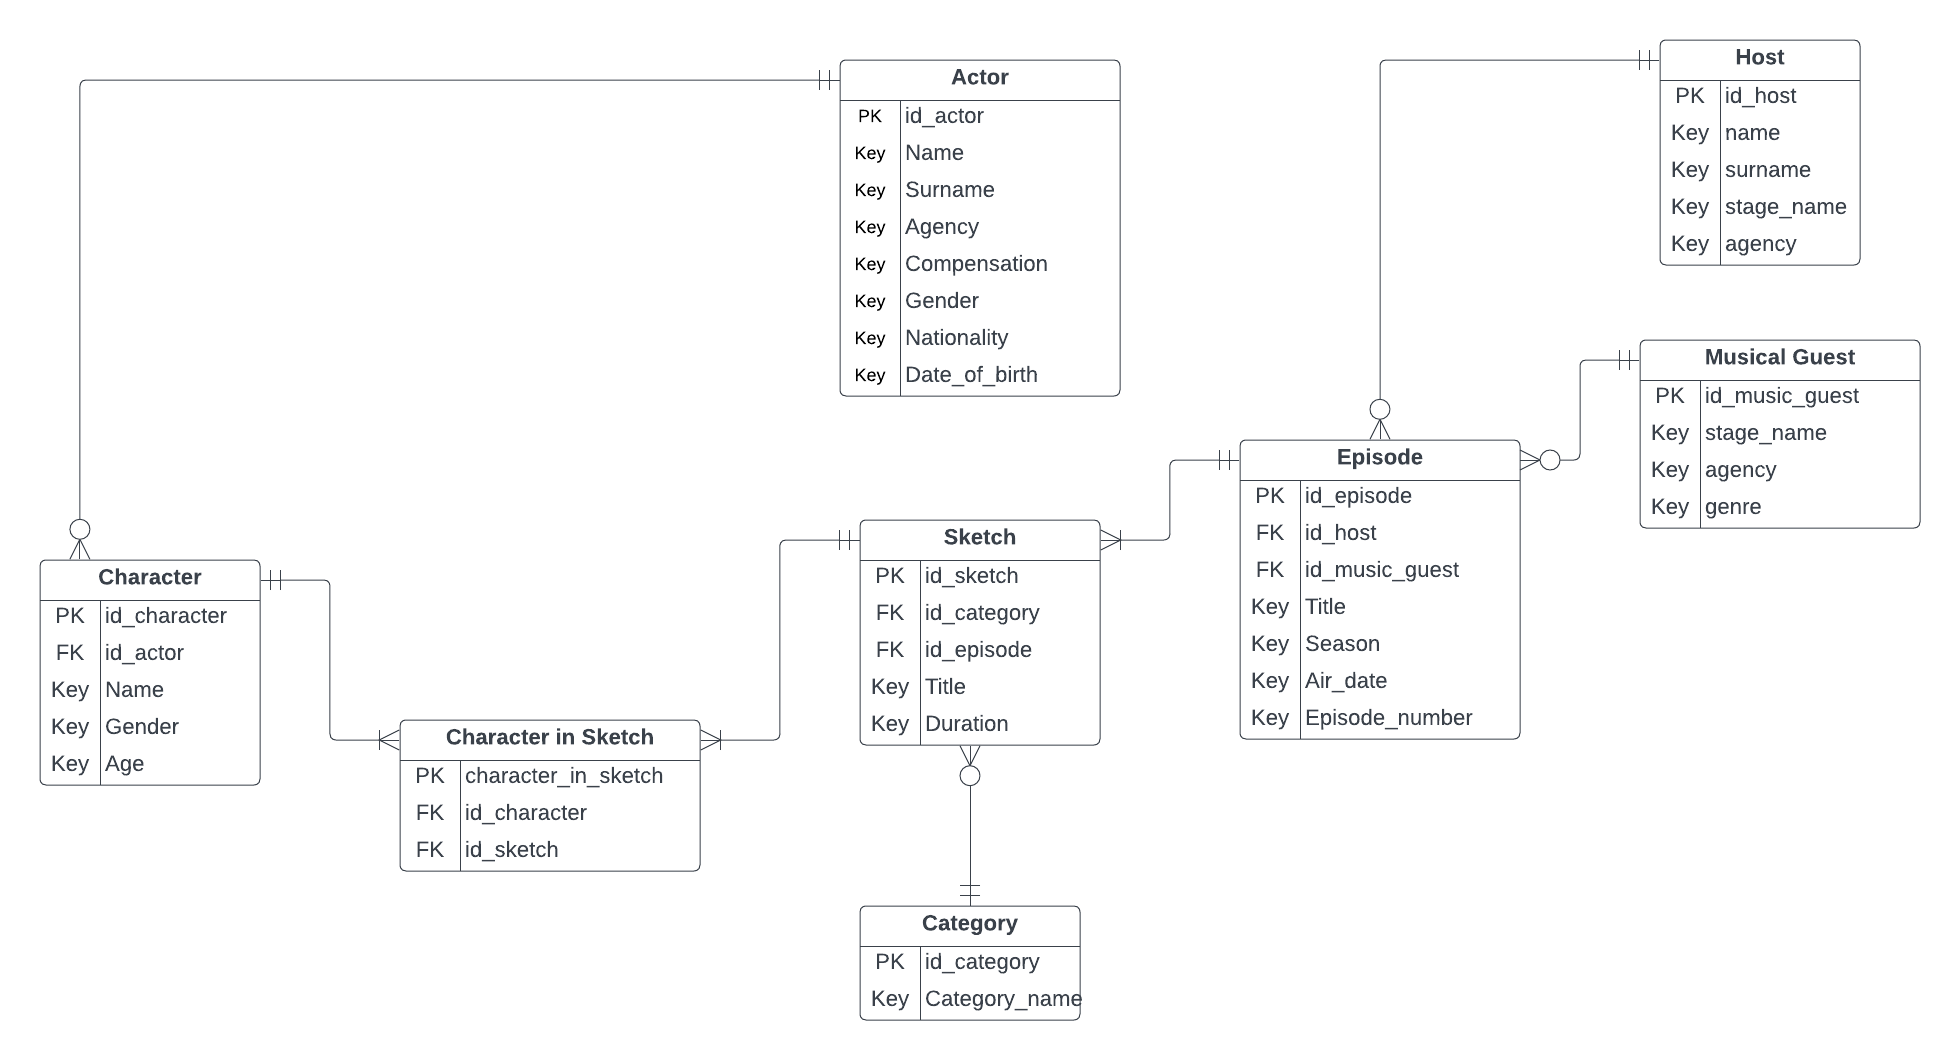 Actor
PK id_actor
Key Name
Key Surname
Key Agency
Key Compensation
Key Gender
Key Nationality
Key Date_of_birth
Host
PK id_host
Key name
Key surname
Key stage_name
Key agency
Musical Guest
PK id_music_guest
Key stage_name
Key agency
Key genre
Episode
PK id_episode
FK id_host
FK id_music_guest
Key Title
Key Season
Key Air_date
Key Episode_number
Sketch
PK id_sketch
FK id_category
FK id_episode
Key Title
Key Duration
Character
PK id_character
FK id_actor
Key Name
Key Gender
Key Age
Character in Sketch
PK character_in_sketch
FK id_character
FK id_sketch
Category
PK id_category
Key Category_name